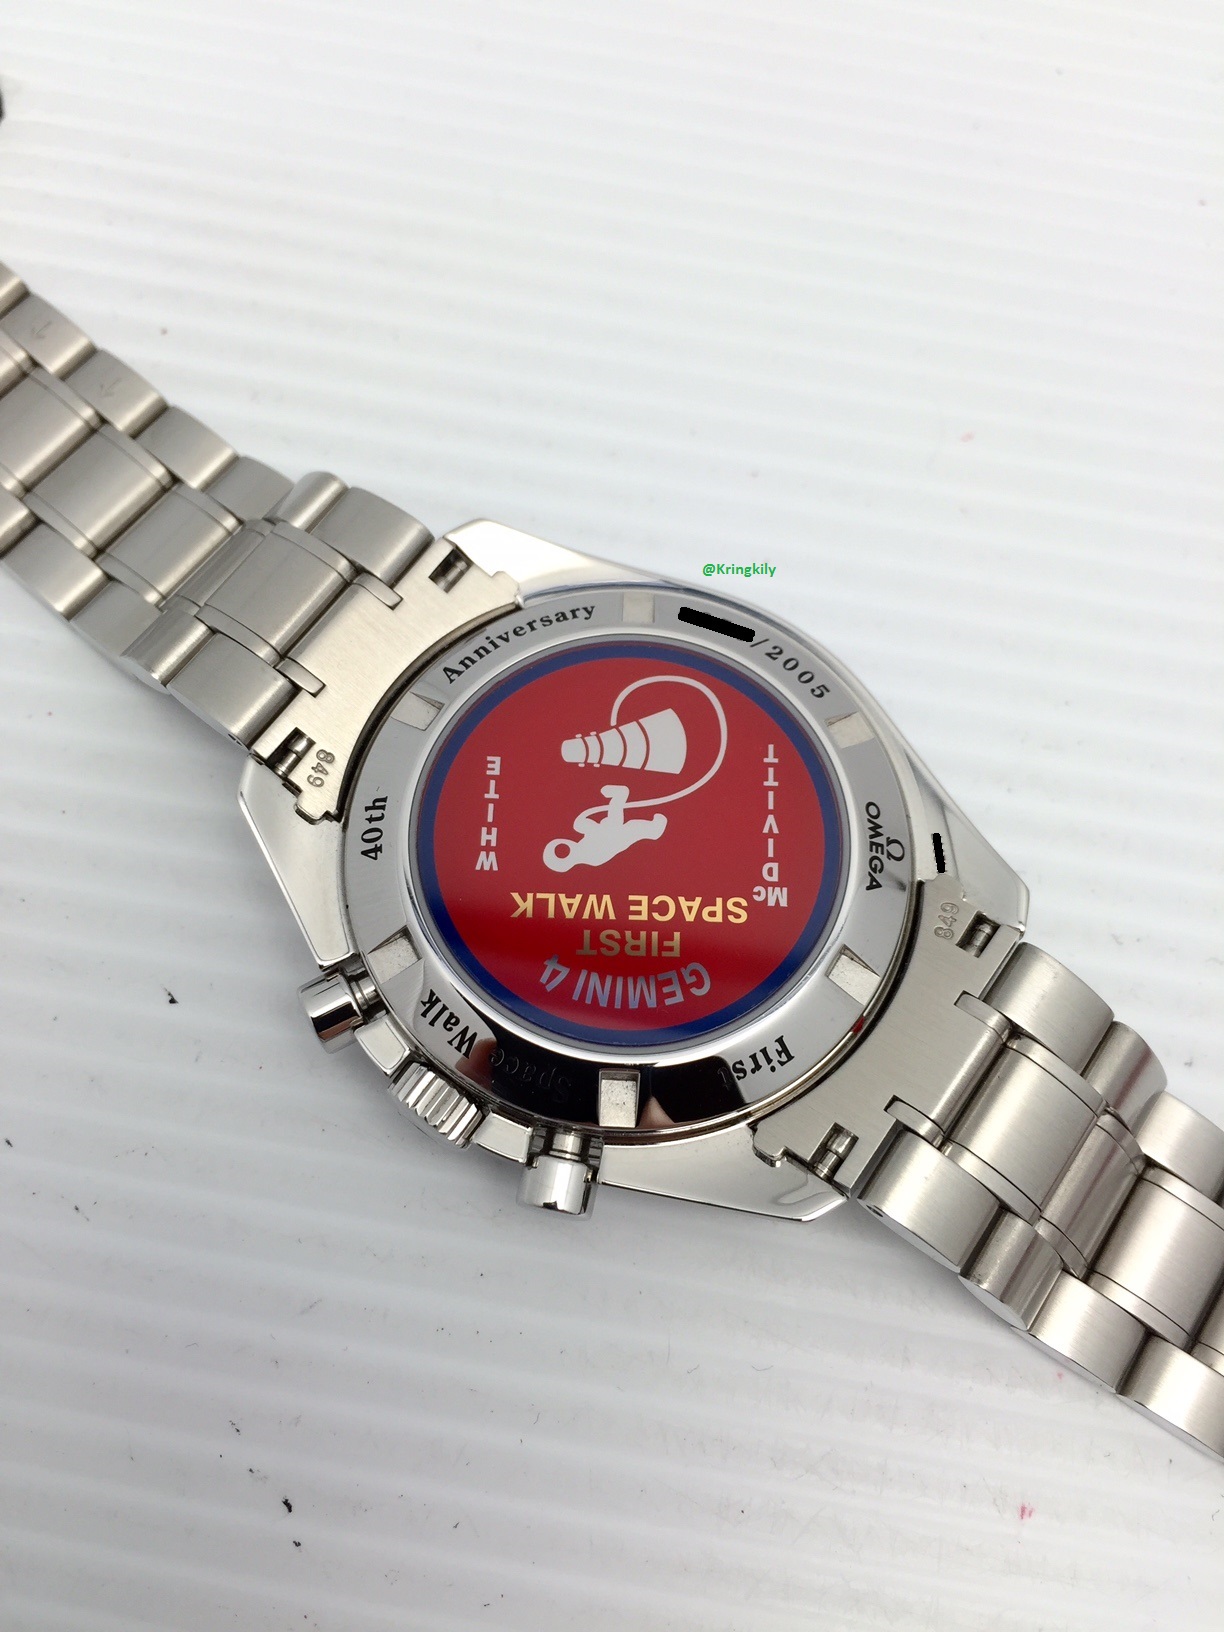 @Kringkily
40th Anniversary
/2005
Ω
OMEGA
First Space Walk
849
849
WHITE
McDIVITT
GEMINI 4
FIRST
SPACE WALK